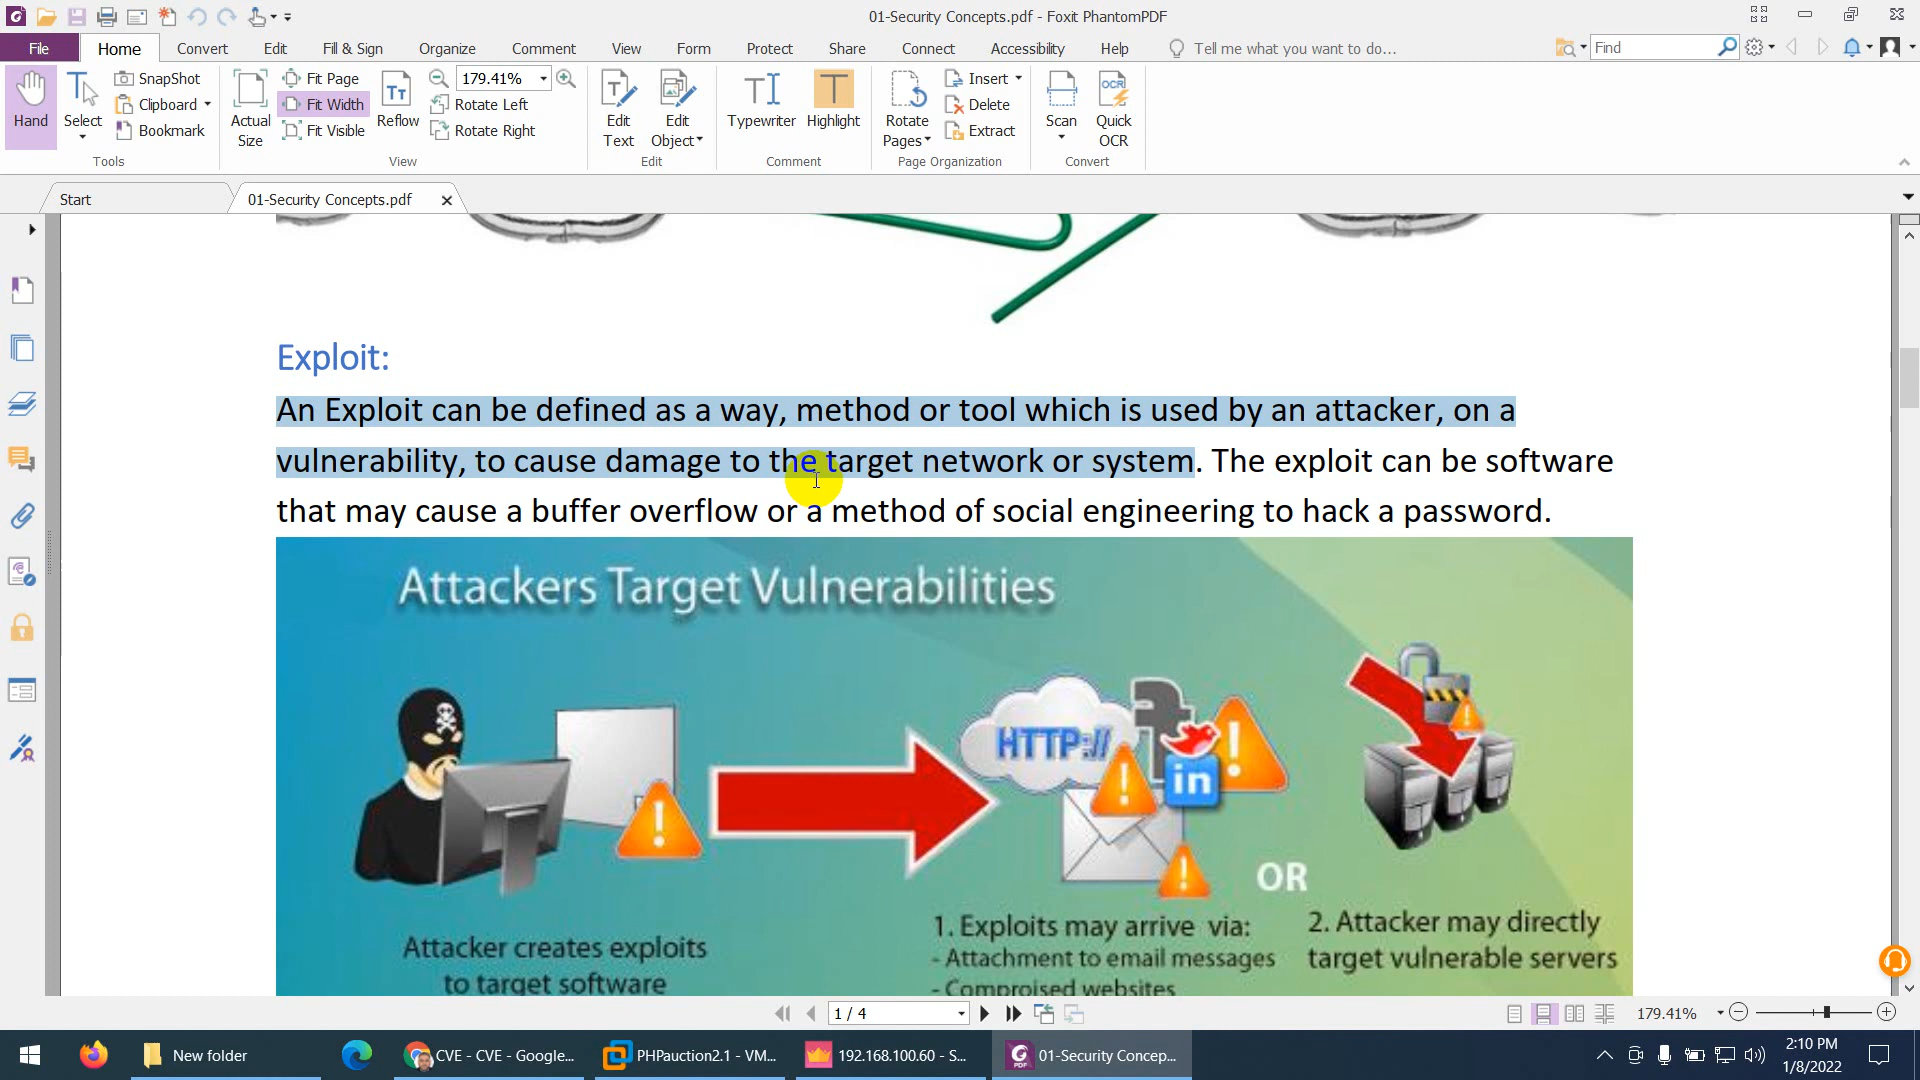 01-Security Concepts.pdf - Foxit PhantomPDF
File Home Convert Edit Fill & Sign Organize Comment View Form Protect Share Connect Accessibility Help Tell me what you want to do... Find
Hand
Select
SnapShot
Clipboard
Bookmark
Tools
Actual Size
Fit Page
Fit Width
Fit Visible
Reflow
179.41%
Rotate Left
Rotate Right
View
Edit Text
Edit Object
Edit
Typewriter
Highlight
Comment
Rotate Pages
Insert
Delete
Extract
Page Organization
Scan
Quick OCR
OCR
Convert
Start
01-Security Concepts.pdf
Exploit:
An Exploit can be defined as a way, method or tool which is used by an attacker, on a
vulnerability, to cause damage to the target network or system. The exploit can be software
that may cause a buffer overflow or a method of social engineering to hack a password.
Attackers Target Vulnerabilities
HTTP://
in
OR
Attacker creates exploits
to target software
1. Exploits may arrive via:
- Attachment to email messages
- Comproised websites
2. Attacker may directly
target vulnerable servers
1 / 4
179.41%
New folder
CVE - CVE - Google...
PHPauction2.1 - VM...
192.168.100.60 - S...
PDF
01-Security Concep...
2:10 PM
1/8/2022